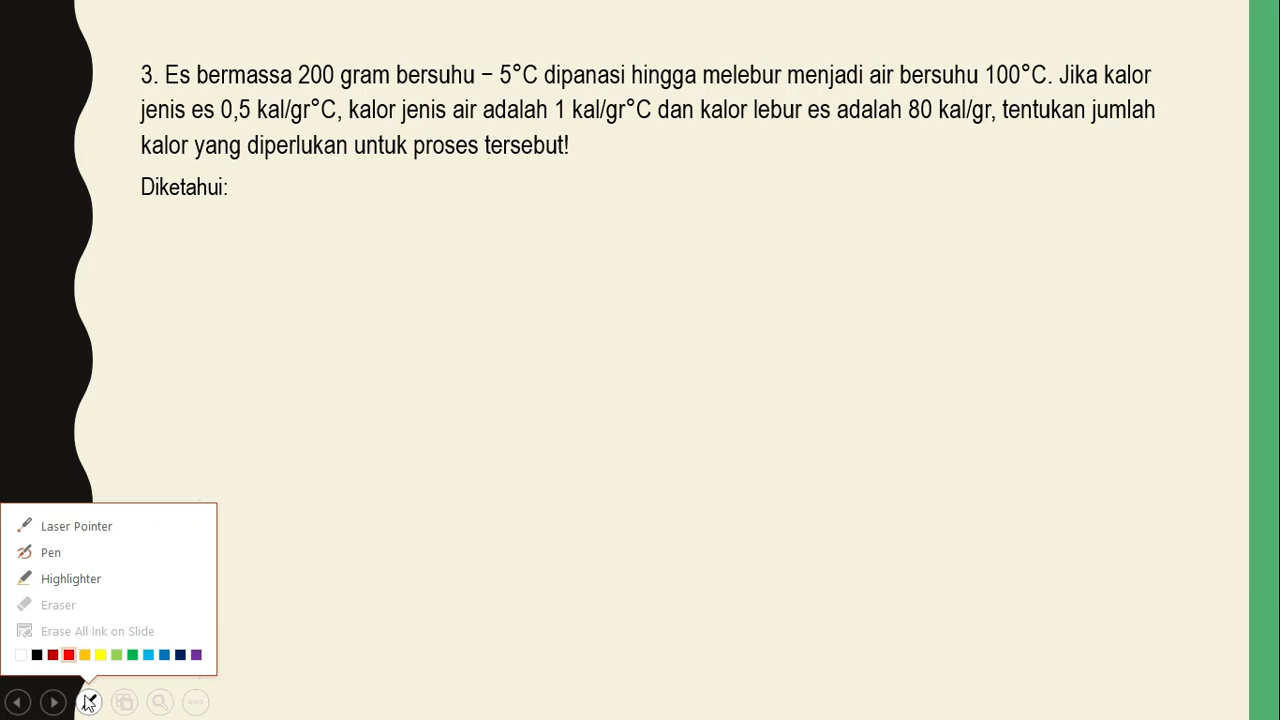 3. Es bermassa 200 gram bersuhu − 5°C dipanasi hingga melebur menjadi air bersuhu 100°C. Jika kalor
jenis es 0,5 kal/gr°C, kalor jenis air adalah 1 kal/gr°C dan kalor lebur es adalah 80 kal/gr, tentukan jumlah
kalor yang diperlukan untuk proses tersebut!
Diketahui:
Laser Pointer
Pen
Highlighter
Eraser
Erase All Ink on Slide